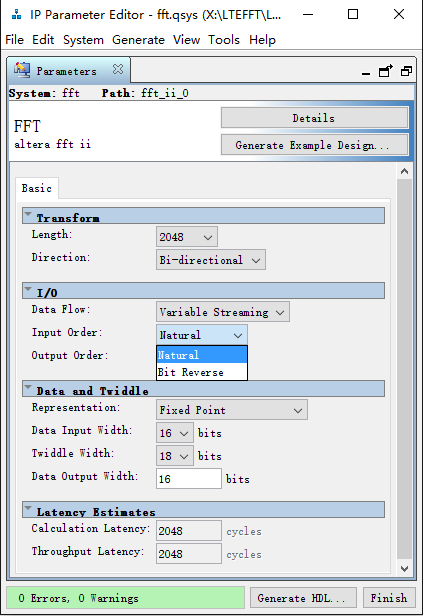 IP Parameter Editor - fft.qsys (X:\LTEFFT\L...
File Edit System Generate View Tools Help
Parameters
System: fft Path: fft_ii_0
FFT
altera fft ii
Details
Generate Example Design...
Basic
Transform
Length: 2048
Direction: Bi-directional
I/O
Data Flow: Variable Streaming
Input Order: Natural
Output Order: Natural
Bit Reverse
Data and Twiddle
Representation: Fixed Point
Data Input Width: 16 bits
Twiddle Width: 18 bits
Data Output Width: 16 bits
Latency Estimates
Calculation Latency: 2048 cycles
Throughput Latency: 2048 cycles
0 Errors, 0 Warnings Generate HDL... Finish